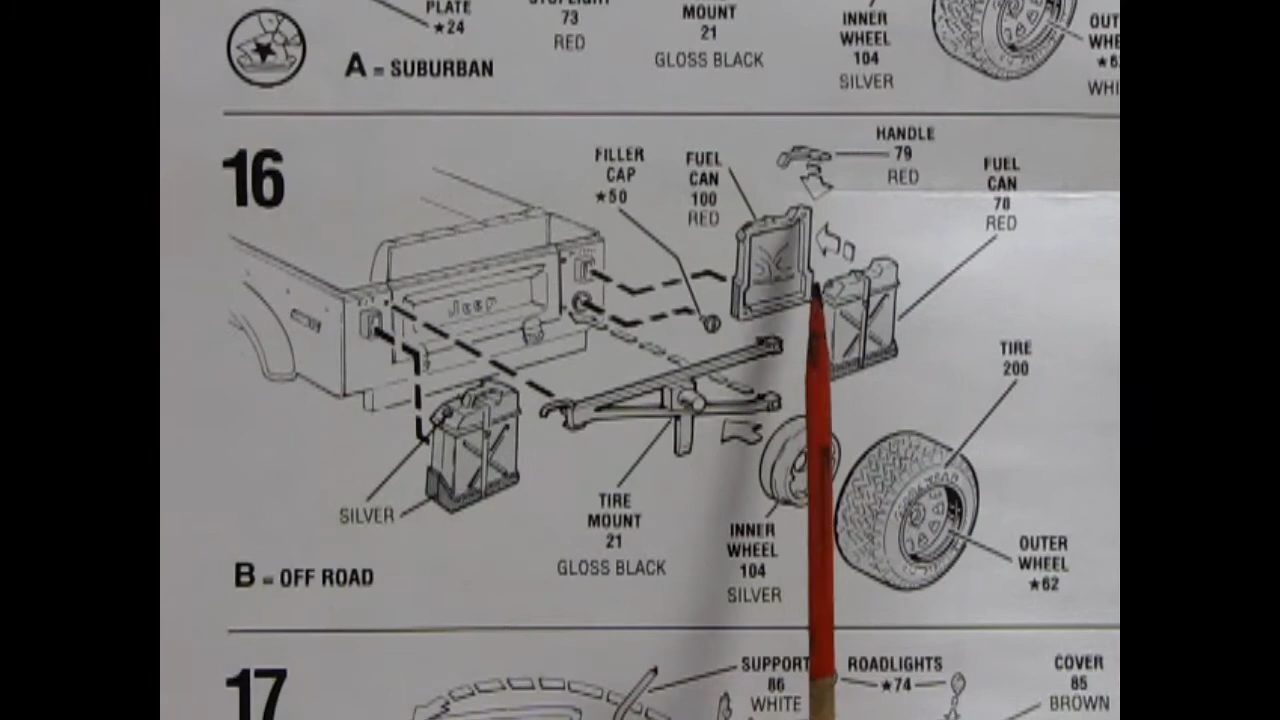 PLATE
★24
73
RED
MOUNT
21
GLOSS BLACK
INNER
WHEEL
104
SILVER
A = SUBURBAN
16
FILLER
CAP
★50
FUEL
CAN
100
RED
HANDLE
79
RED
FUEL
CAN
78
RED
Jeep
TIRE
200
SILVER
TIRE
MOUNT
21
GLOSS BLACK
INNER
WHEEL
104
SILVER
OUTER
WHEEL
★62
B = OFF ROAD
17
SUPPORT
86
WHITE
ROADLIGHTS
★74
COVER
85
BROWN